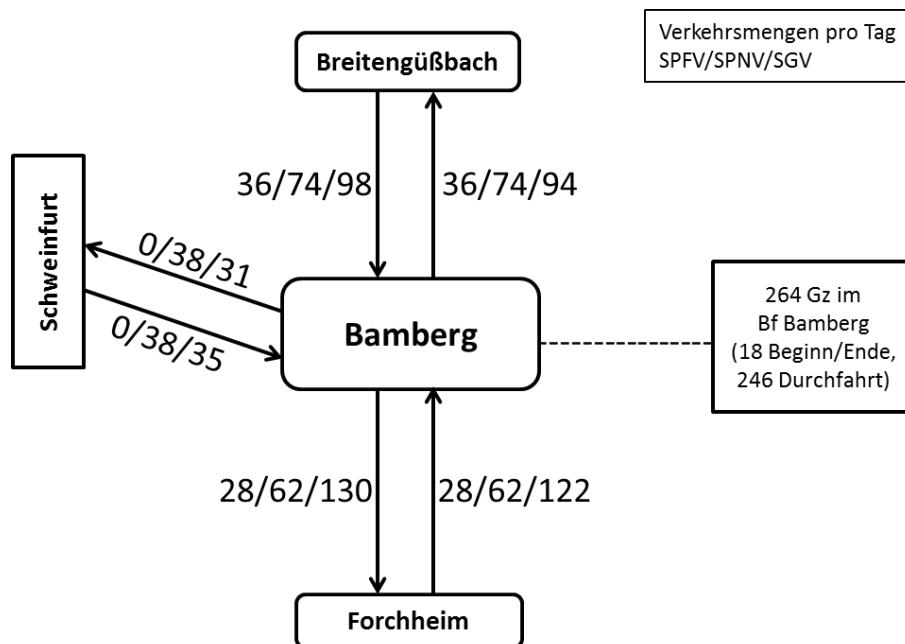 Verkehrsmengen pro Tag
SPFV/SPNV/SGV
Breitengüßbach
36/74/98
36/74/94
Schweinfurt
0/38/31
0/38/35
Bamberg
264 Gz im
Bf Bamberg
(18 Beginn/Ende,
246 Durchfahrt)
28/62/130
28/62/122
Forchheim